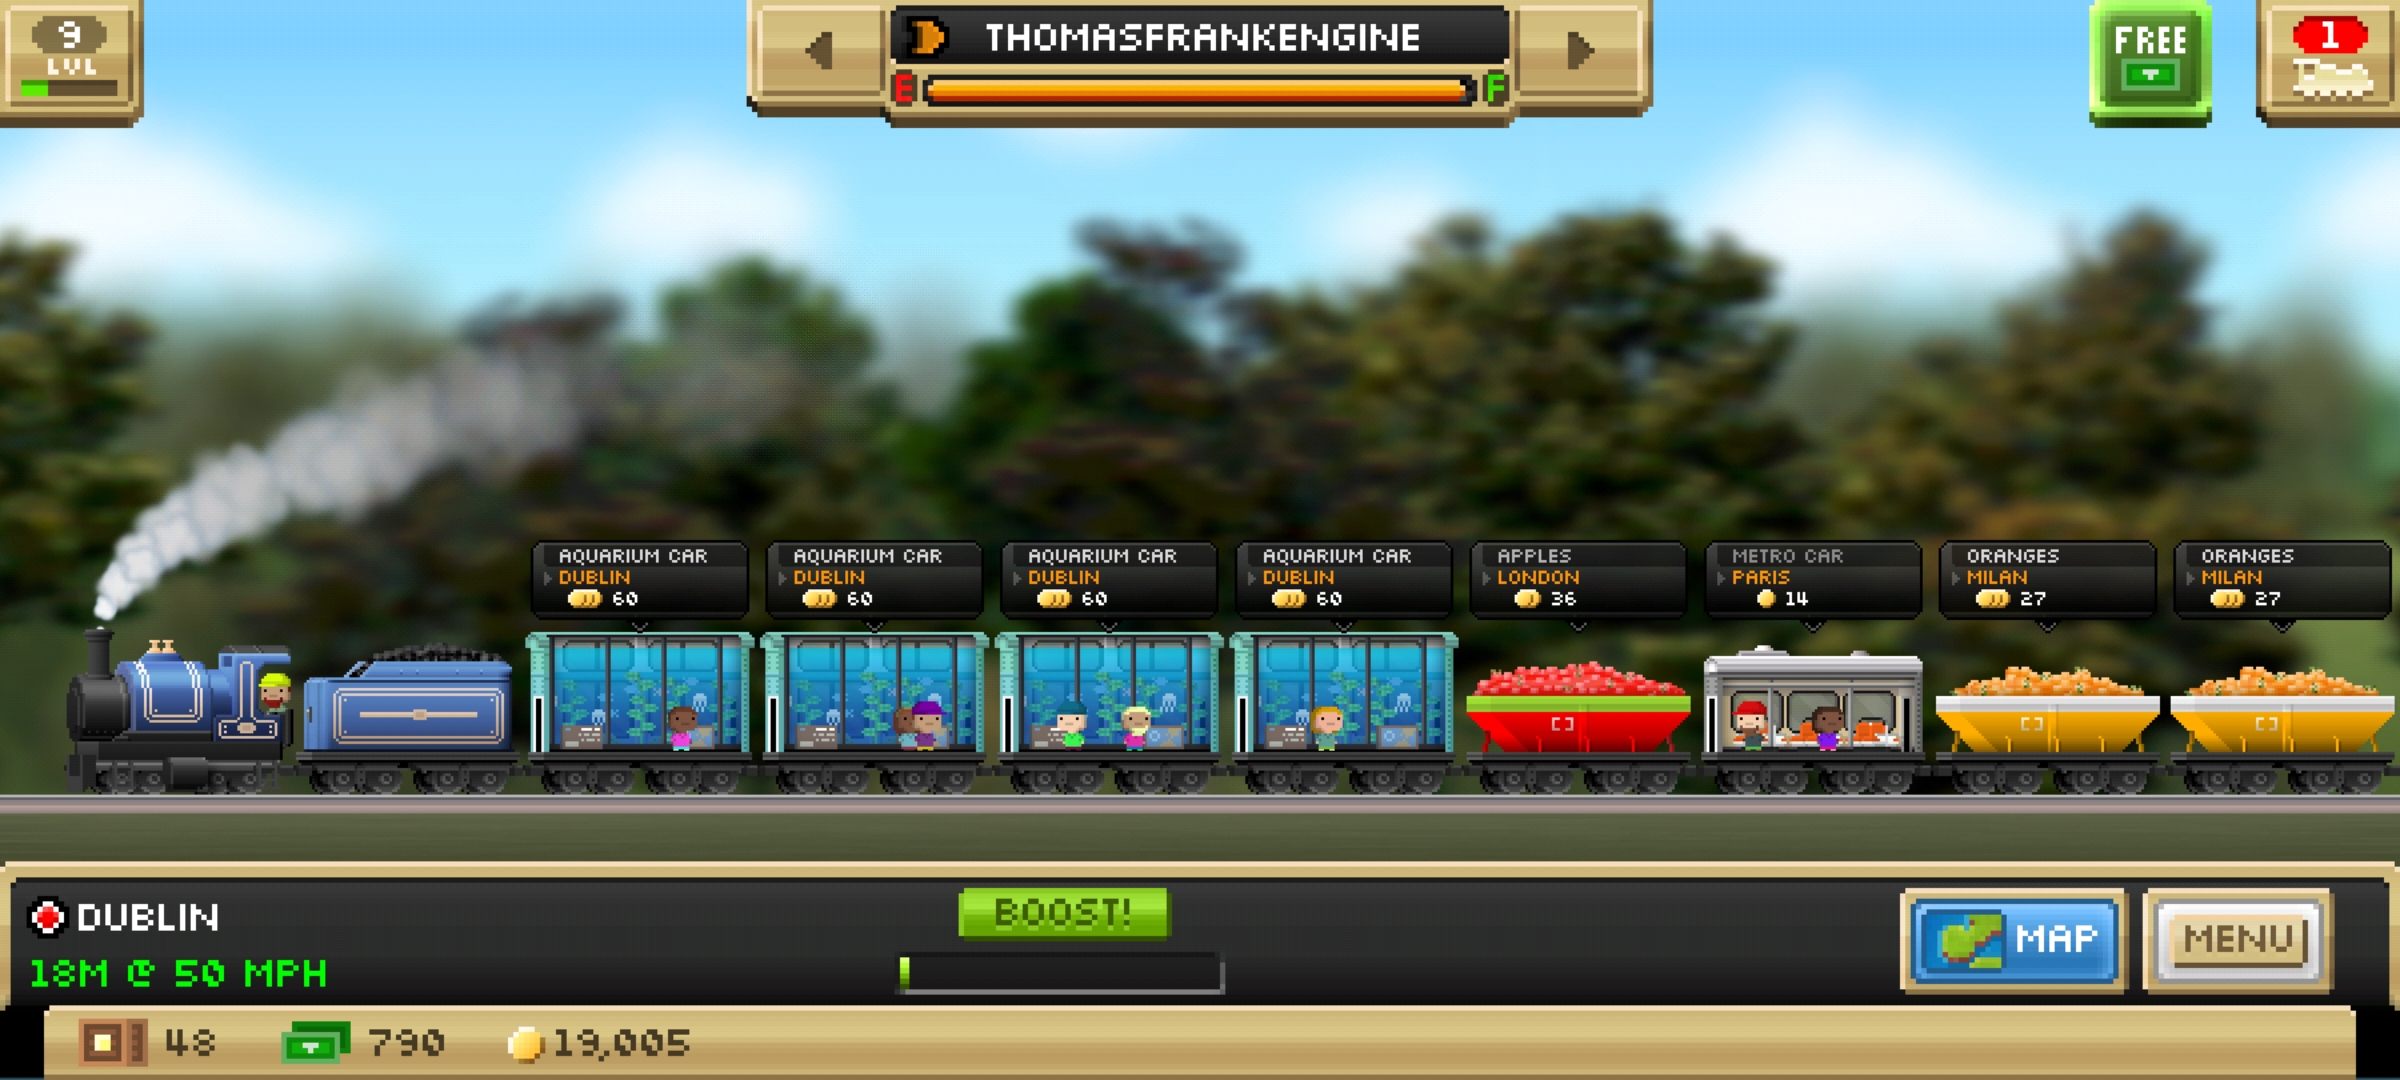 9
LVL
THOMASFRANKENGINE
E F
FREE
1
AQUARIUM CAR
DUBLIN
60
AQUARIUM CAR
DUBLIN
60
AQUARIUM CAR
DUBLIN
60
AQUARIUM CAR
DUBLIN
60
APPLES
LONDON
36
METRO CAR
PARIS
14
ORANGES
MILAN
27
ORANGES
MILAN
27
DUBLIN
18M @ 50 MPH
BOOST!
MAP
MENU
48
790
19,005